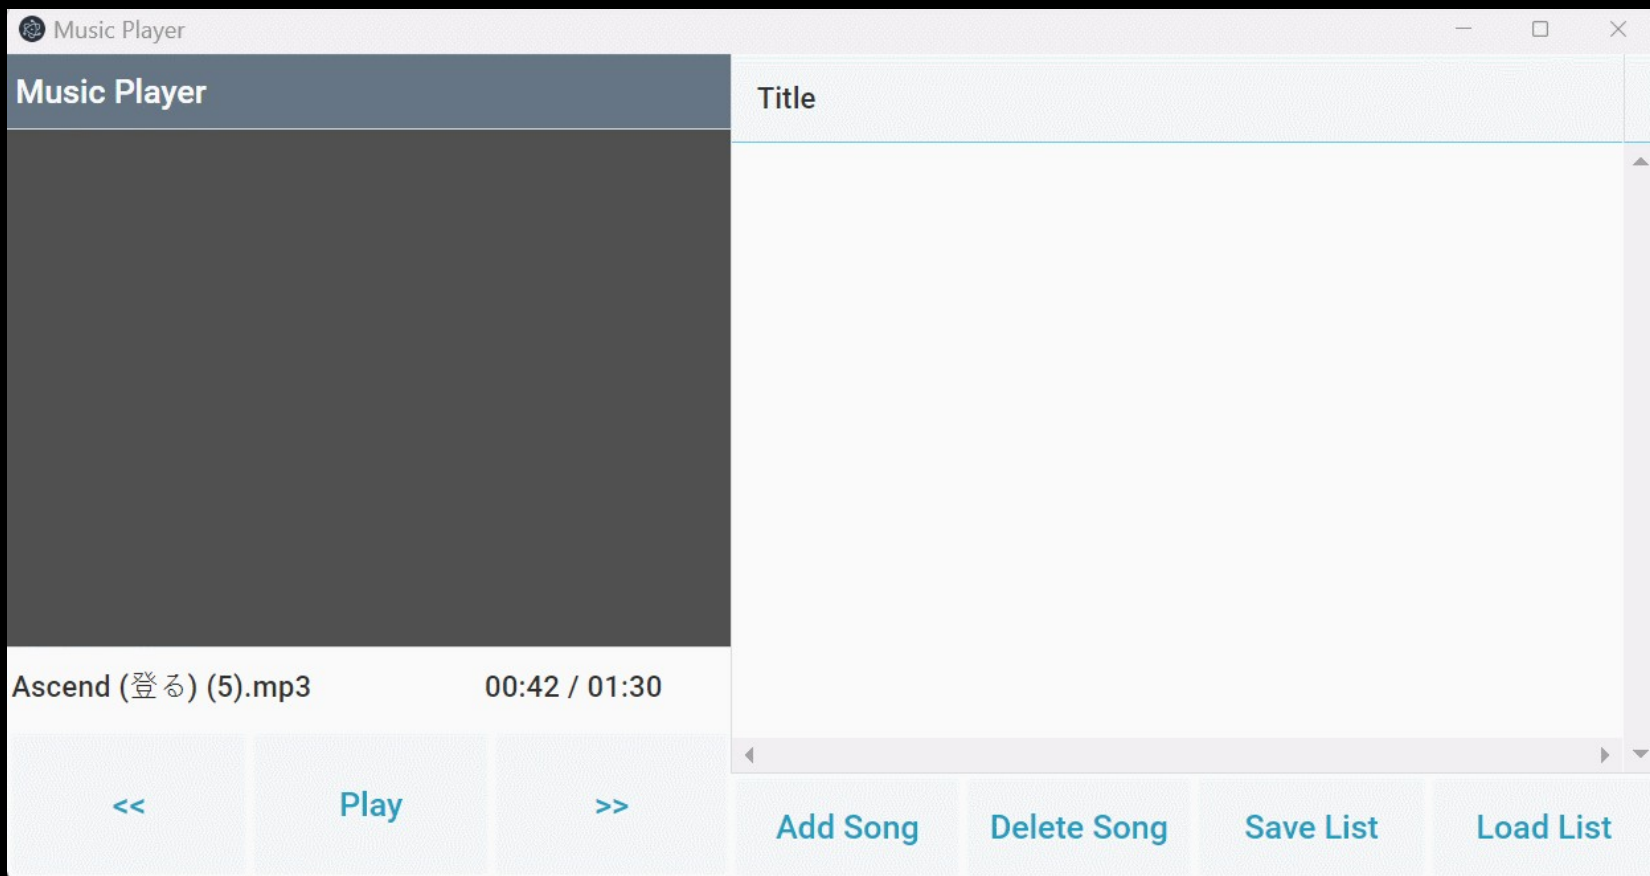 Music Player
Music Player
Title
Ascend (登る) (5).mp3
00:42 / 01:30
<<
Play
>>
Add Song
Delete Song
Save List
Load List